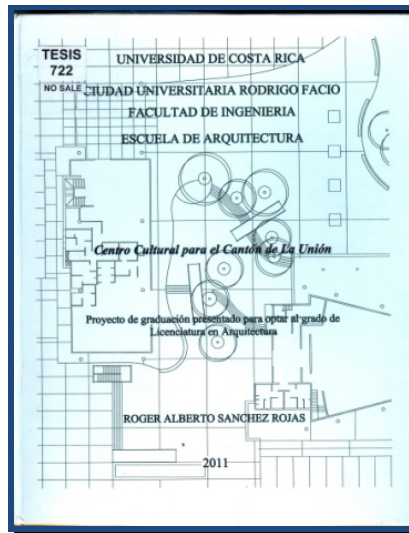 TESIS
722
NO SALE
UNIVERSIDAD DE COSTA RICA
CIUDAD UNIVERSITARIA RODRIGO FACIO
FACULTAD DE INGENIERIA
ESCUELA DE ARQUITECTURA
Centro Cultural para el Cantón de La Unión
Proyecto de graduación presentado para optar al grado de
Licenciatura en Arquitectura
ROGER ALBERTO SANCHEZ ROJAS
2011